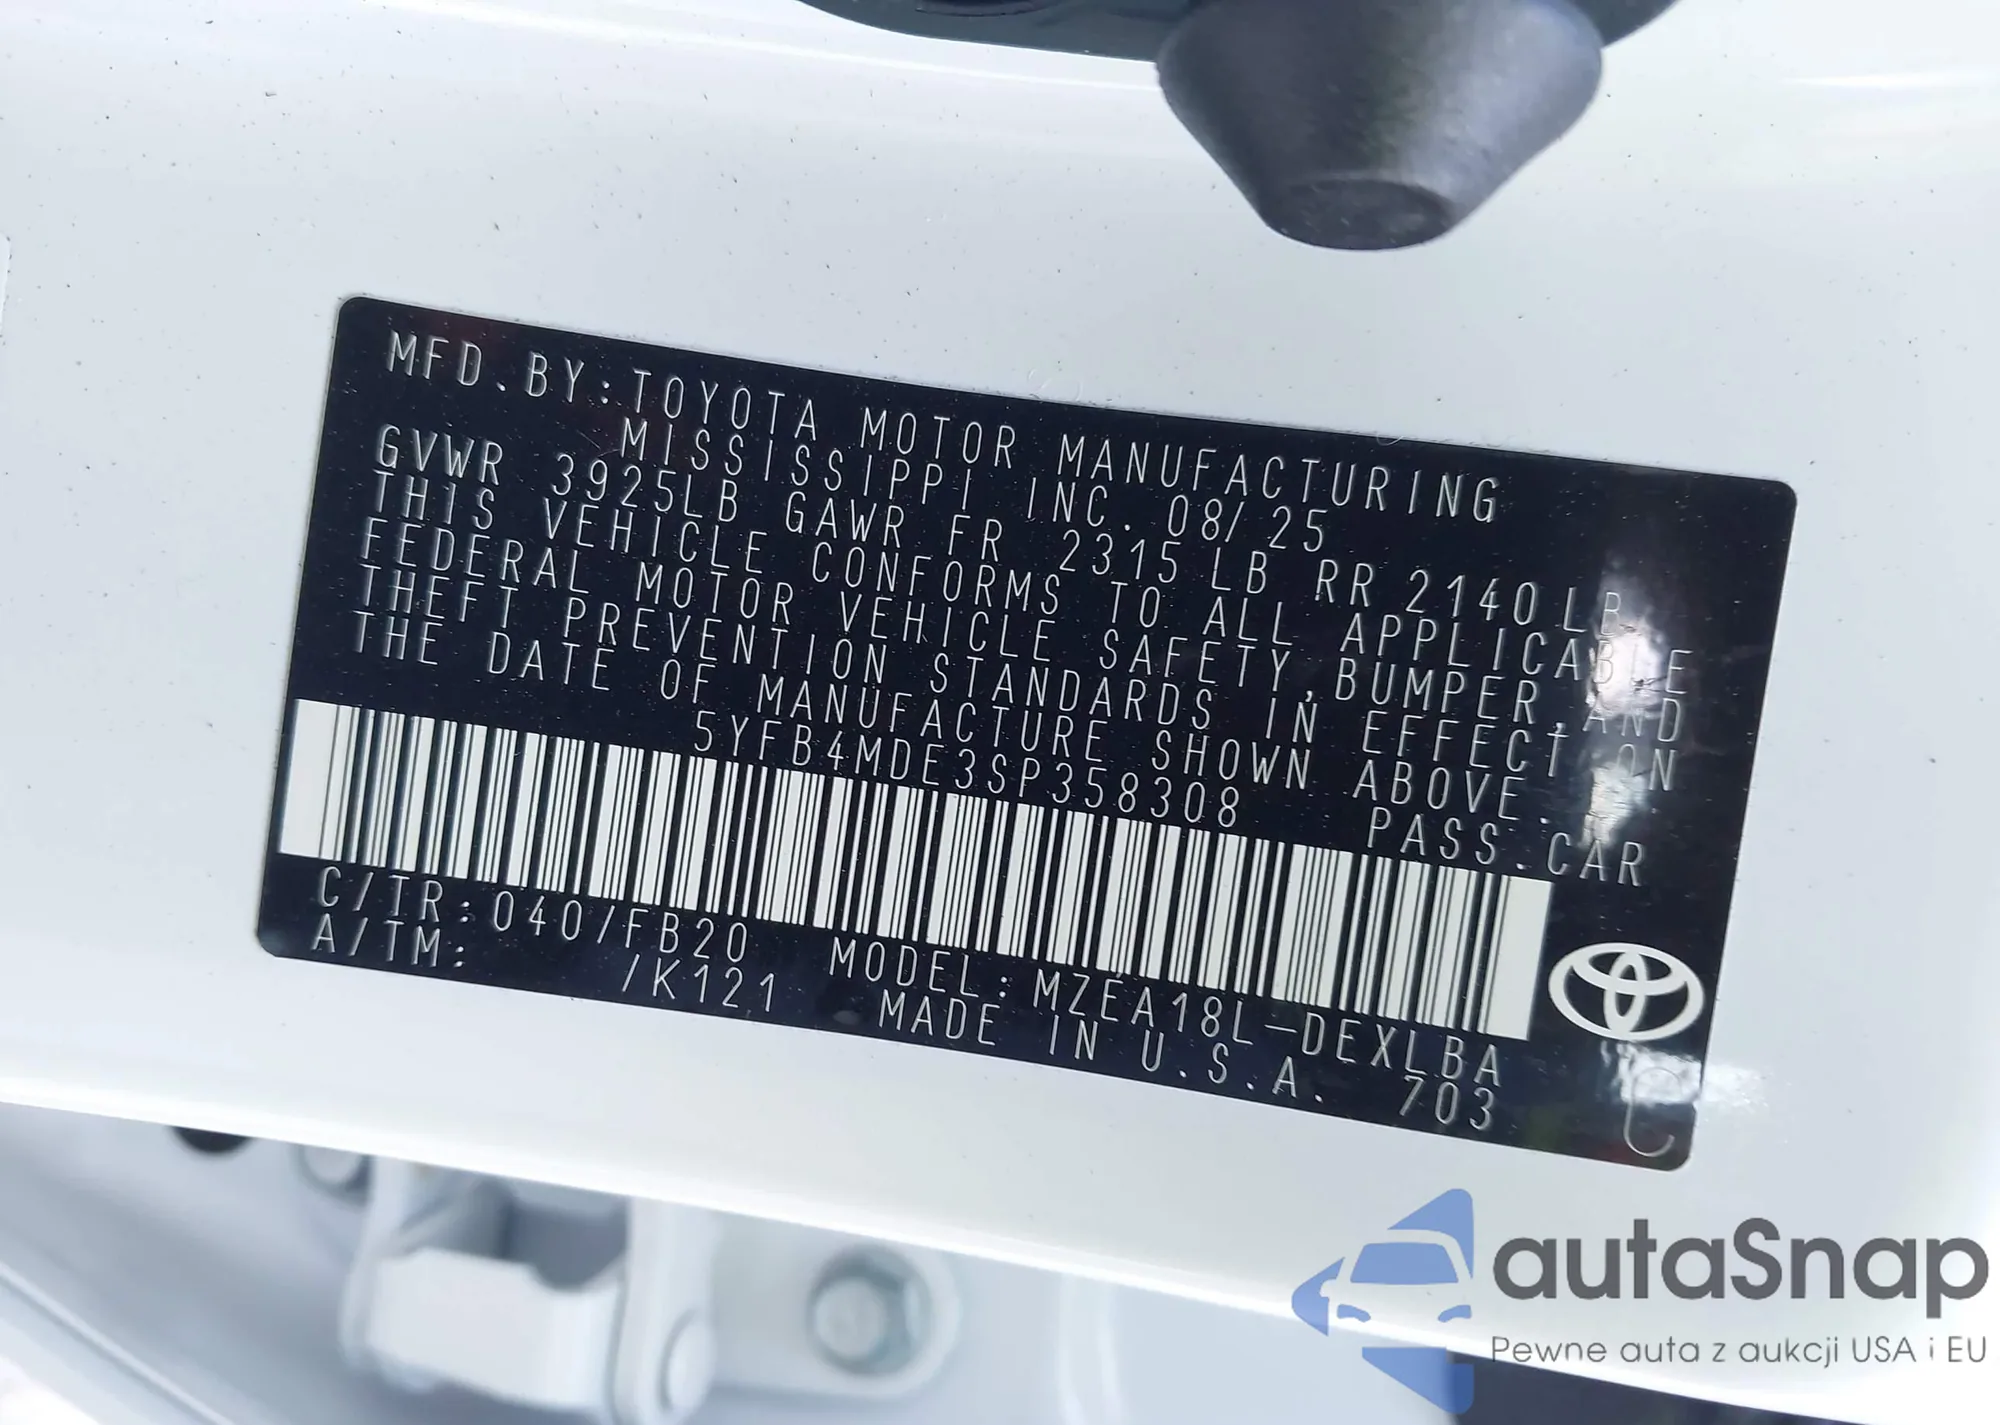 MFD.BY:TOYOTA MOTOR MANUFACTURING
MISSISSIPPI INC. 08/25
GVWR 3925LB GAWR FR 2315LB RR 2140LB
THIS VEHICLE CONFORMS TO ALL APPLICABLE
FEDERAL MOTOR VEHICLE SAFETY,BUMPER,AND
THEFT PREVENTION STANDARDS IN EFFECT ON
THE DATE OF MANUFACTURE SHOWN ABOVE.
5YFB4MDE3SP358308 PASS.CAR
C/TR:040/FB20 MODEL:MZEA18L-DEXLBA
A/TM: /K121 MADE IN U.S.A. 703
C
autaSnap
Pewne auta z aukcji USA i EU